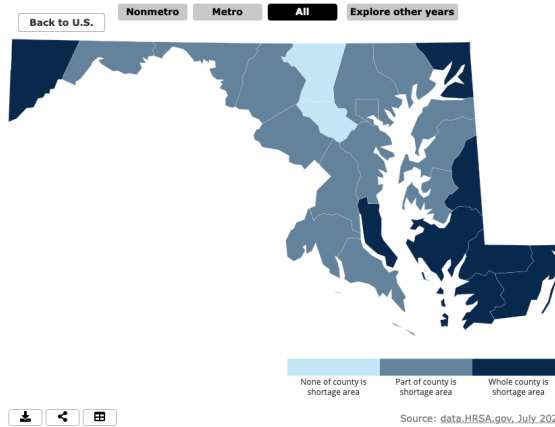 Back to U.S.
Nonmetro
Metro
All
Explore other years
None of county is
shortage area
Part of county is
shortage area
Whole county is
shortage area
Source: data.HRSA.gov, July 202